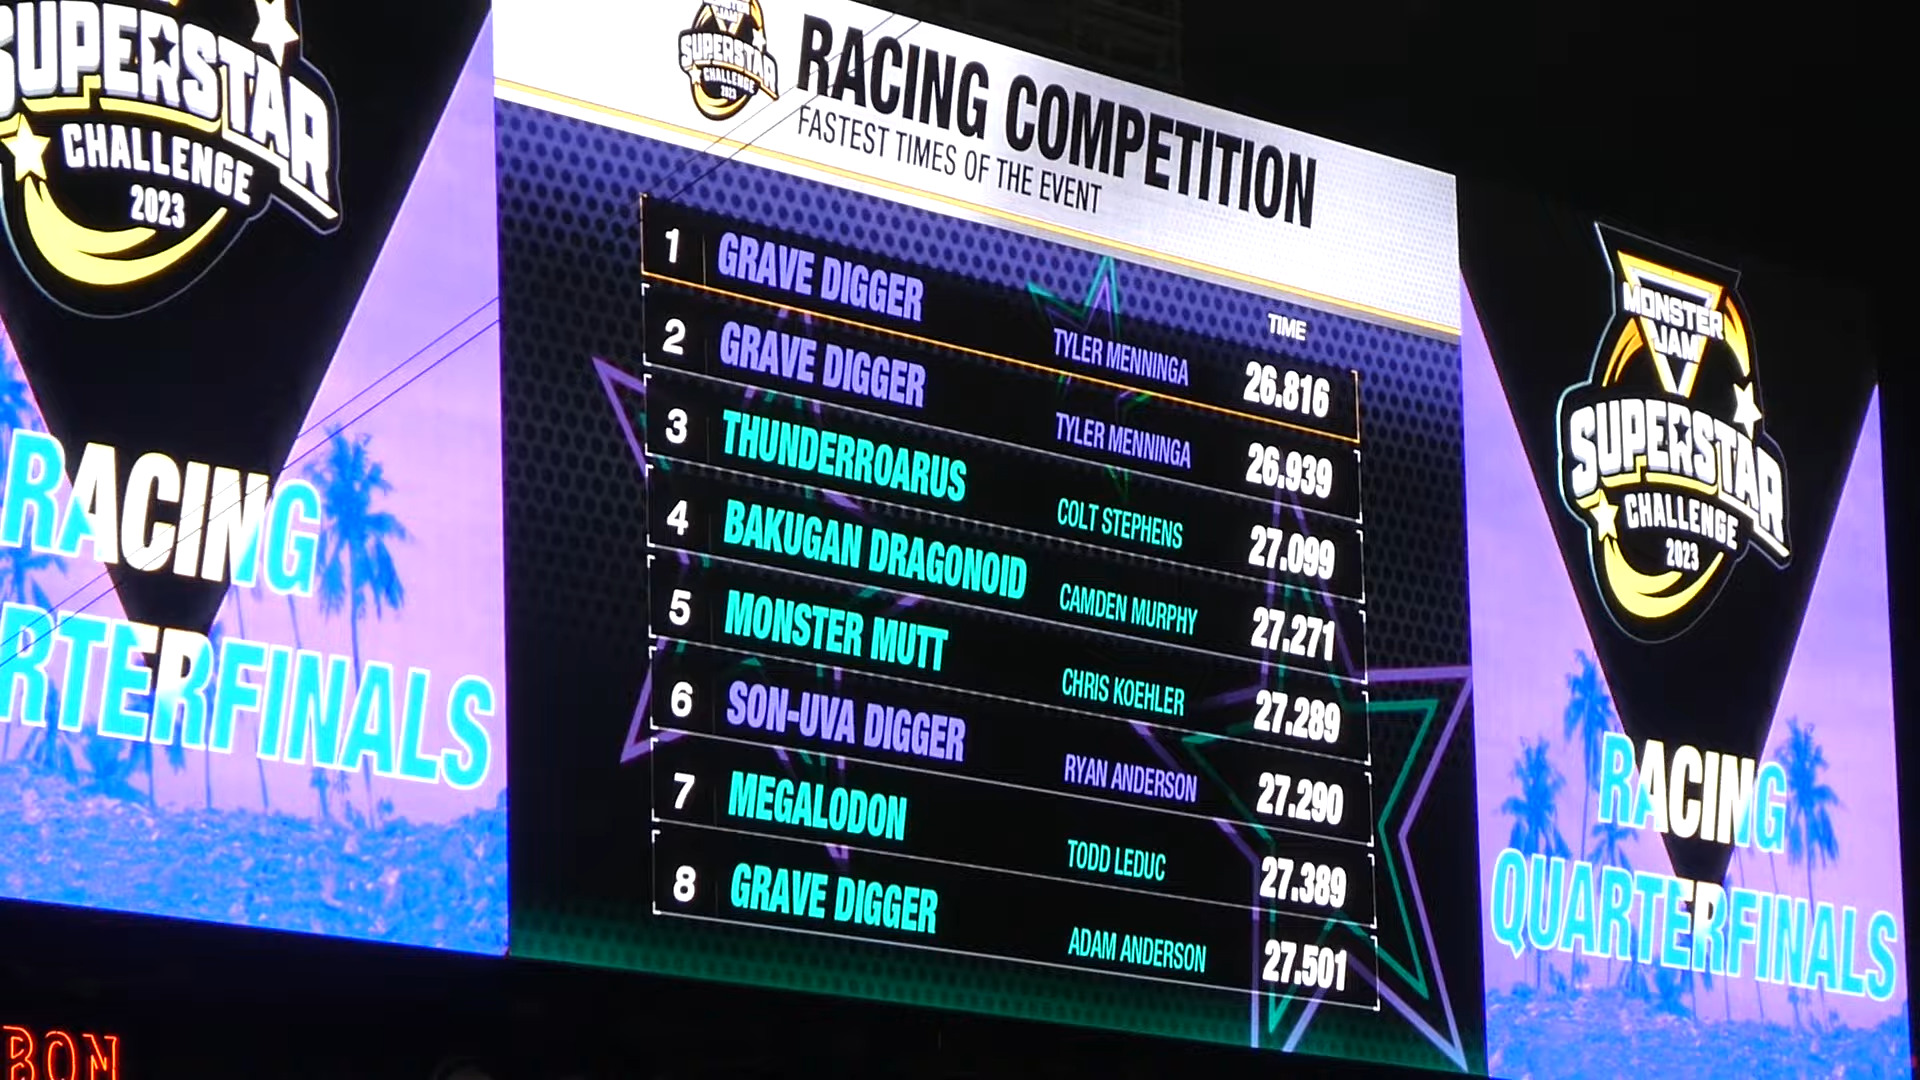 SUPERSTAR
CHALLENGE
2023
RACING
RTERFINALS
BON
SUPERSTAR
CHALLENGE
2023
RACING COMPETITION
FASTEST TIMES OF THE EVENT
TIME
1 GRAVE DIGGER TYLER MENNINGA 26.816
2 GRAVE DIGGER TYLER MENNINGA 26.939
3 THUNDERROARUS COLT STEPHENS 27.099
4 BAKUGAN DRAGONOID CAMDEN MURPHY 27.271
5 MONSTER MUTT CHRIS KOEHLER 27.289
6 SON-UVA DIGGER RYAN ANDERSON 27.290
7 MEGALODON TODD LEDUC 27.389
8 GRAVE DIGGER ADAM ANDERSON 27.501
MONSTER
JAM
SUPERSTAR
CHALLENGE
2023
RACING
QUARTERFINALS